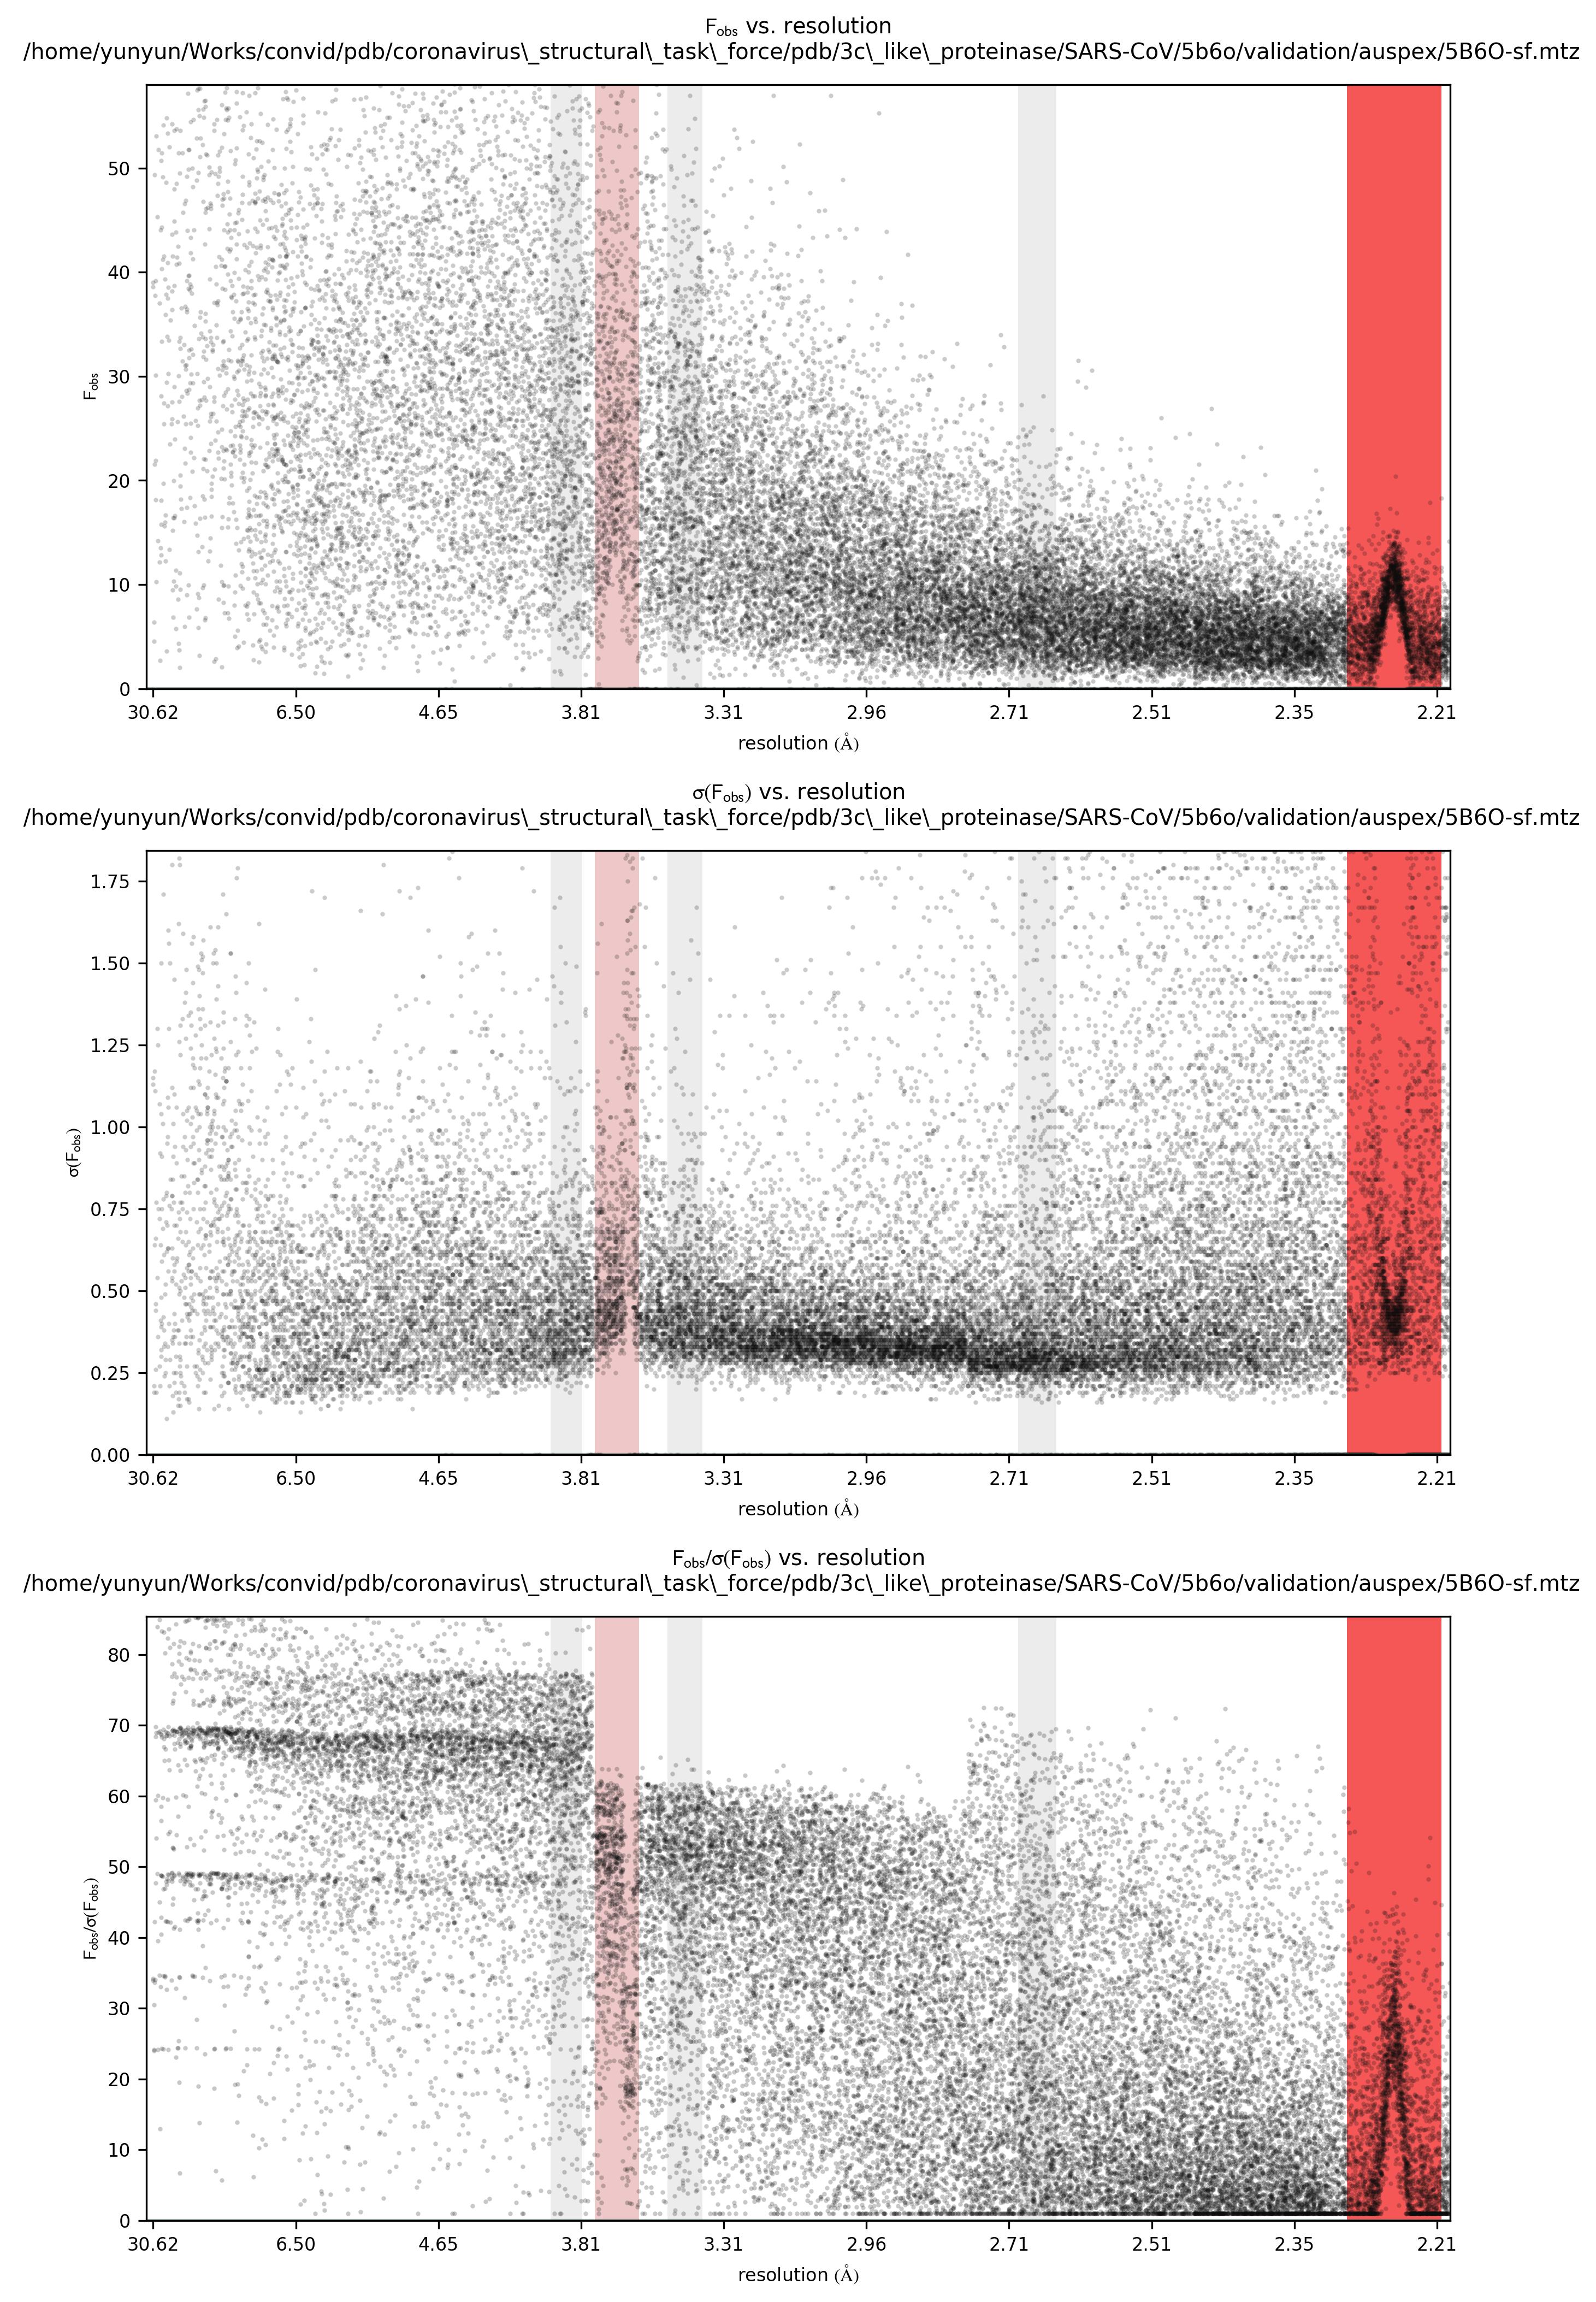 F_obs vs. resolution
/home/yunyun/Works/convid/pdb/coronavirus\_structural\_task\_force/pdb/3c\_like\_proteinase/SARS-CoV/5b6o/validation/auspex/5B6O-sf.mtz
50
40
30
20
10
0
F_obs
30.62 6.50 4.65 3.81 3.31 2.96 2.71 2.51 2.35 2.21
resolution (Å)
σ(F_obs) vs. resolution
/home/yunyun/Works/convid/pdb/coronavirus\_structural\_task\_force/pdb/3c\_like\_proteinase/SARS-CoV/5b6o/validation/auspex/5B6O-sf.mtz
1.75
1.50
1.25
1.00
0.75
0.50
0.25
0.00
σ(F_obs)
30.62 6.50 4.65 3.81 3.31 2.96 2.71 2.51 2.35 2.21
resolution (Å)
F_obs/σ(F_obs) vs. resolution
/home/yunyun/Works/convid/pdb/coronavirus\_structural\_task\_force/pdb/3c\_like\_proteinase/SARS-CoV/5b6o/validation/auspex/5B6O-sf.mtz
80
70
60
50
40
30
20
10
0
F_obs/σ(F_obs)
30.62 6.50 4.65 3.81 3.31 2.96 2.71 2.51 2.35 2.21
resolution (Å)